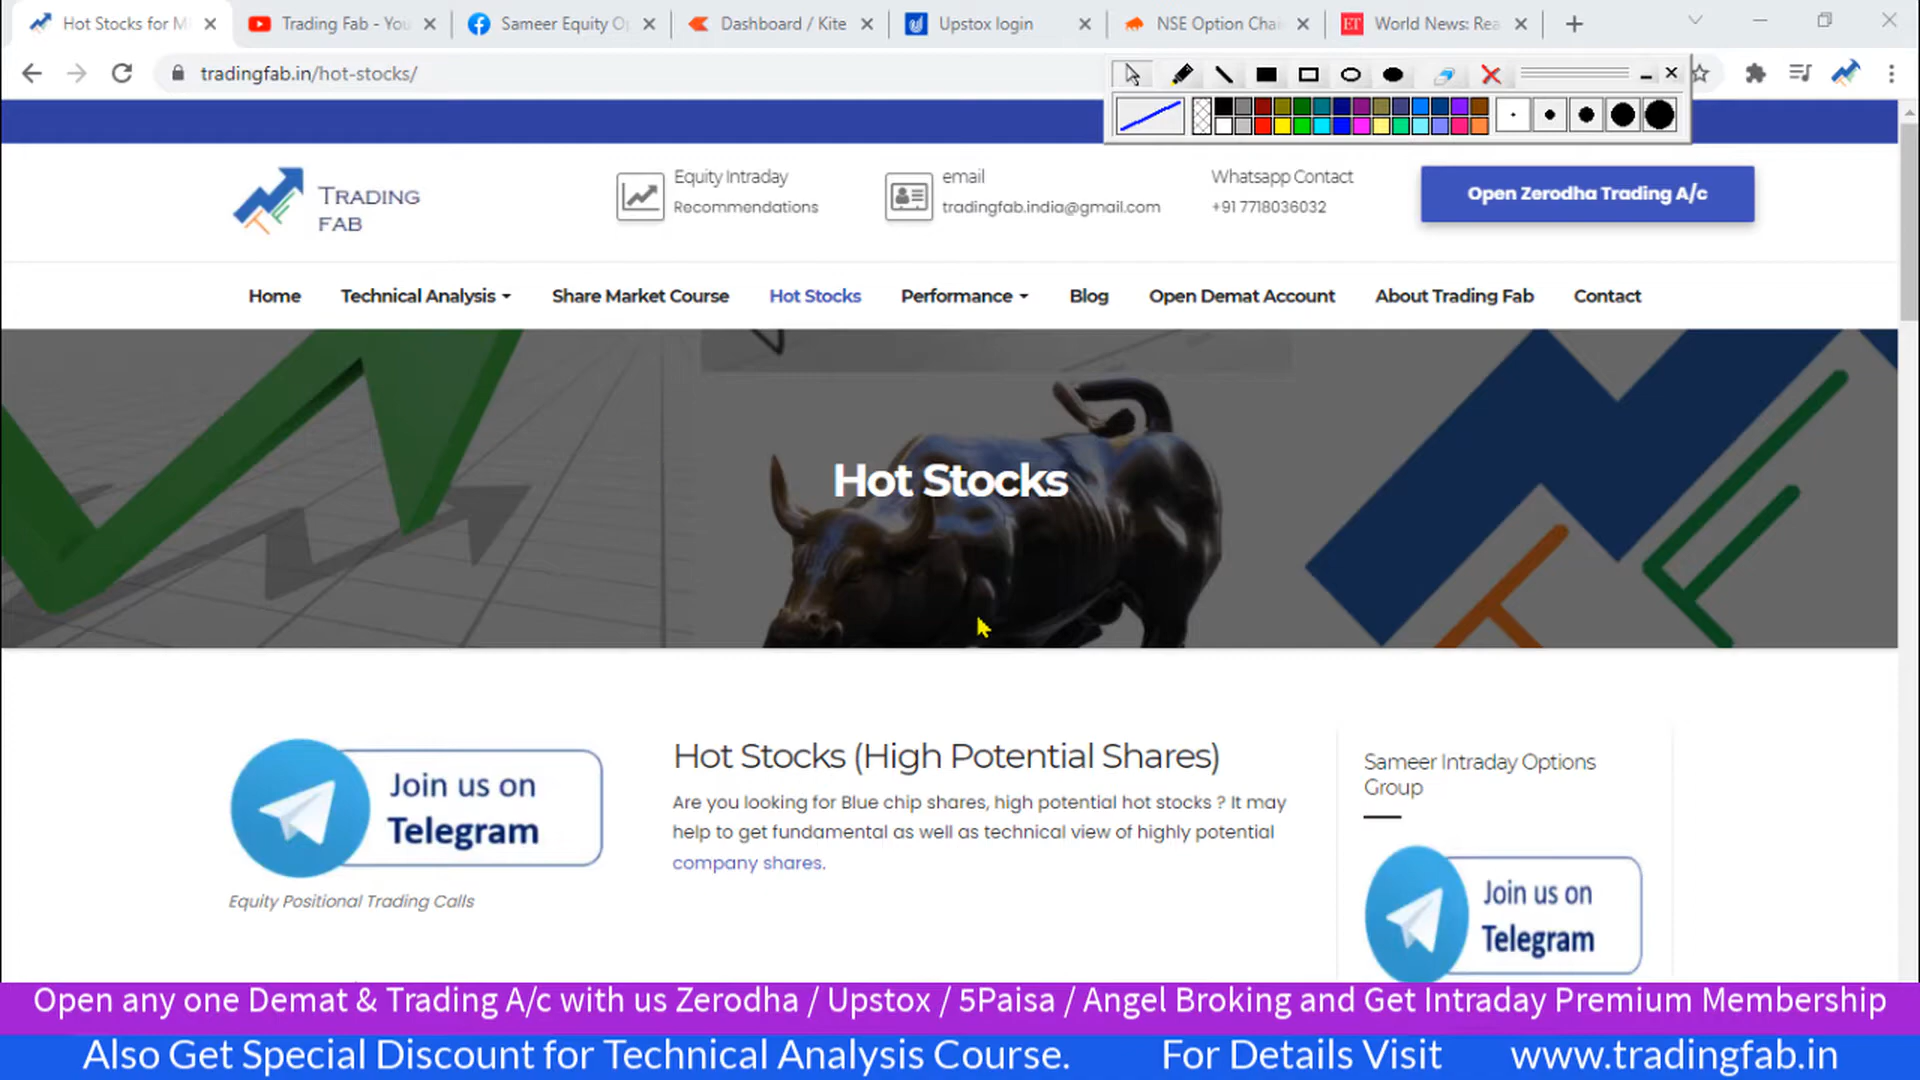 Hot Stocks for M
Trading Fab - You
Sameer Equity Op
Dashboard / Kite
Upstox login
NSE Option Chai
ET World News: Rea
tradingfab.in/hot-stocks/
TRADING
FAB
Equity Intraday
Recommendations
email
tradingfab.india@gmail.com
Whatsapp Contact
+91 7718036032
Open Zerodha Trading A/c
Home
Technical Analysis
Share Market Course
Hot Stocks
Performance
Blog
Open Demat Account
About Trading Fab
Contact
Hot Stocks
Join us on
Telegram
Equity Positional Trading Calls
Hot Stocks (High Potential Shares)
Are you looking for Blue chip shares, high potential hot stocks ? It may
help to get fundamental as well as technical view of highly potential
company shares.
Sameer Intraday Options
Group
Join us on
Telegram
Open any one Demat & Trading A/c with us Zerodha / Upstox / 5Paisa / Angel Broking and Get Intraday Premium Membership
Also Get Special Discount for Technical Analysis Course. For Details Visit www.tradingfab.in